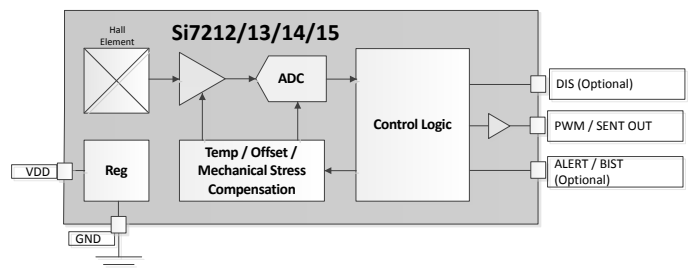 Hall
Element
Si7212/13/14/15
ADC
Control Logic
Temp / Offset /
Mechanical Stress
Compensation
Reg
VDD
GND
DIS (Optional)
PWM / SENT OUT
ALERT / BIST
(Optional)